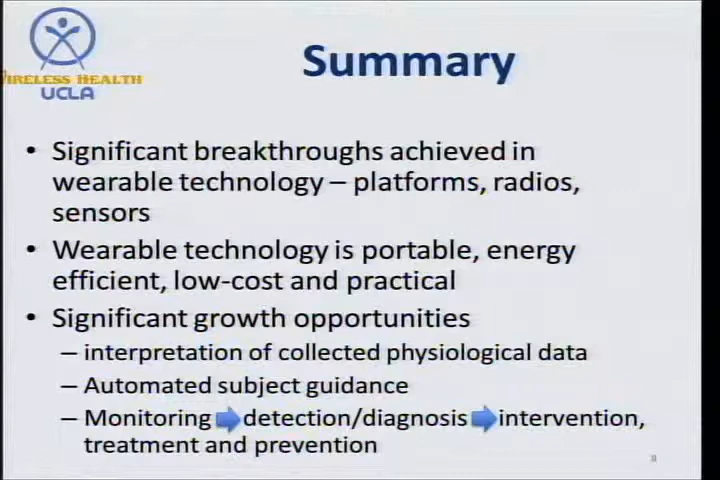 Summary
WIRELESS HEALTH
UCLA
• Significant breakthroughs achieved in
wearable technology – platforms, radios,
sensors
• Wearable technology is portable, energy
efficient, low-cost and practical
• Significant growth opportunities
– interpretation of collected physiological data
– Automated subject guidance
– Monitoring detection/diagnosis intervention,
treatment and prevention